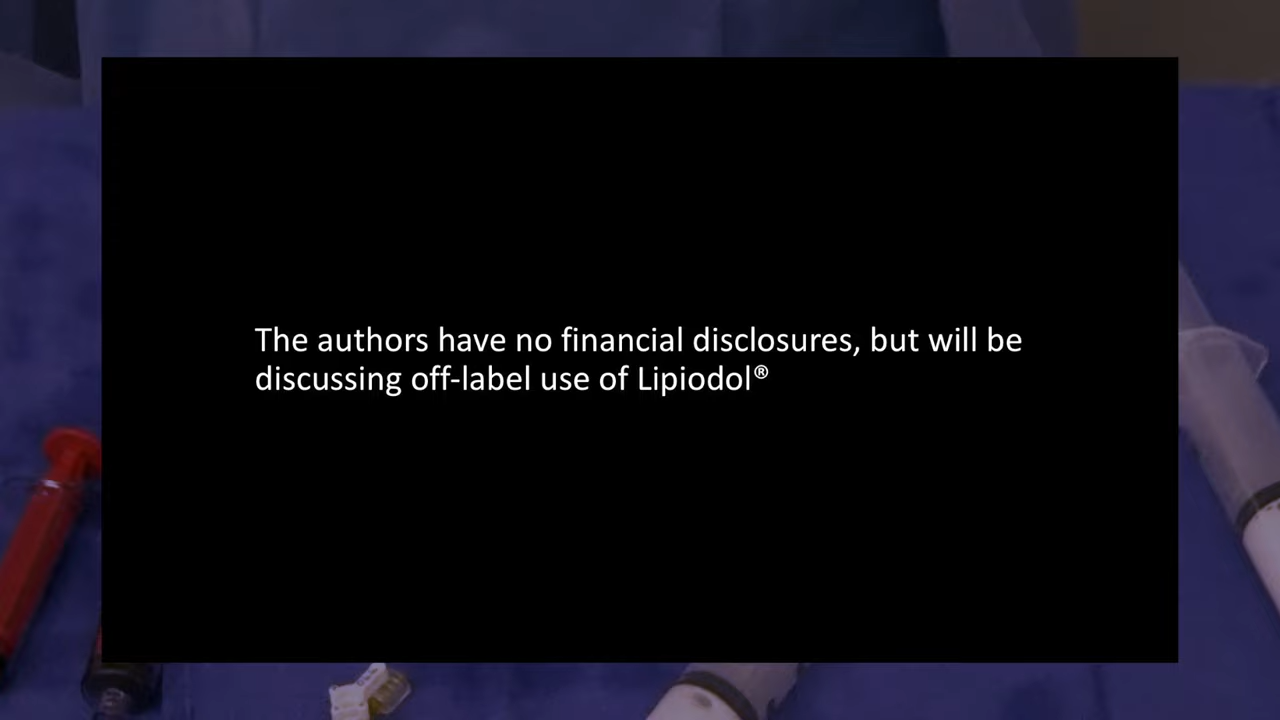 The authors have no financial disclosures, but will be
discussing off-label use of Lipiodol®